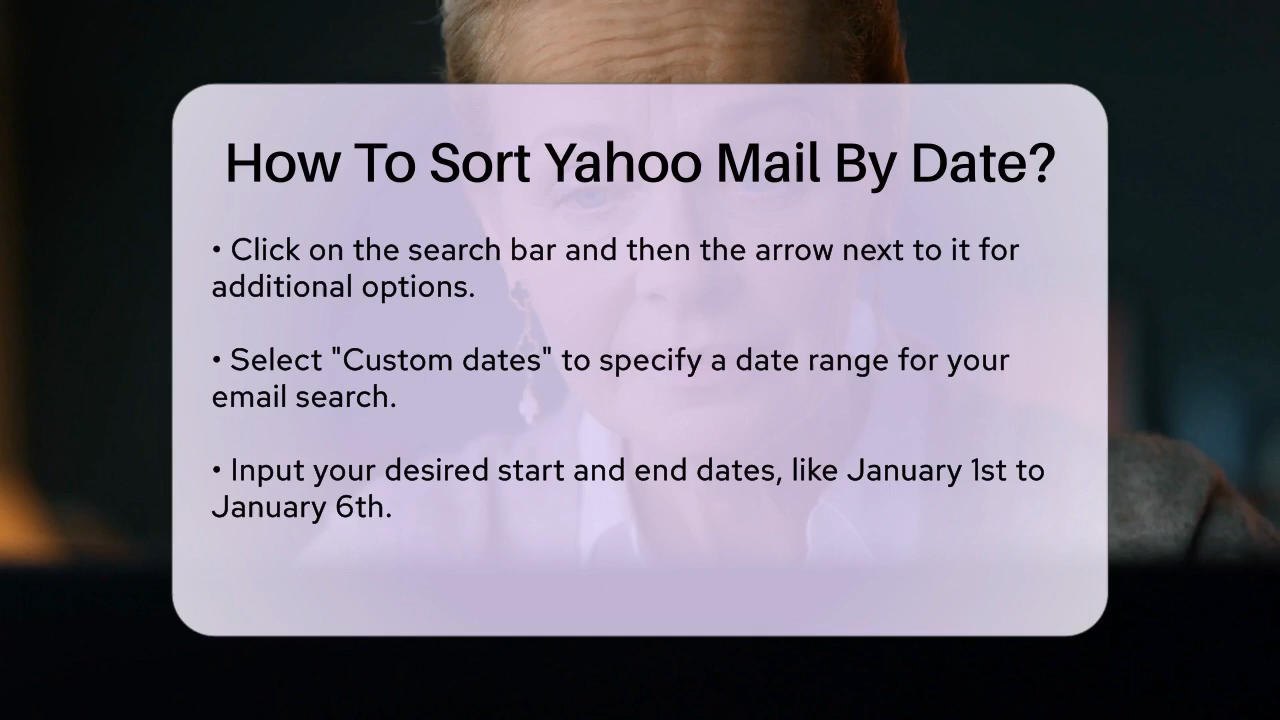 How To Sort Yahoo Mail By Date?
• Click on the search bar and then the arrow next to it for
additional options.
• Select "Custom dates" to specify a date range for your
email search.
• Input your desired start and end dates, like January 1st to
January 6th.